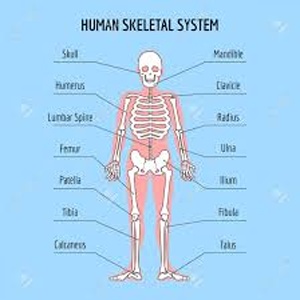 HUMAN SKELETAL SYSTEM
Skull
Mandible
Humerus
Clavicle
Lumbar Spine
Radius
Femur
Ulna
Patella
Ilium
Tibia
Fibula
Calcaneus
Talus